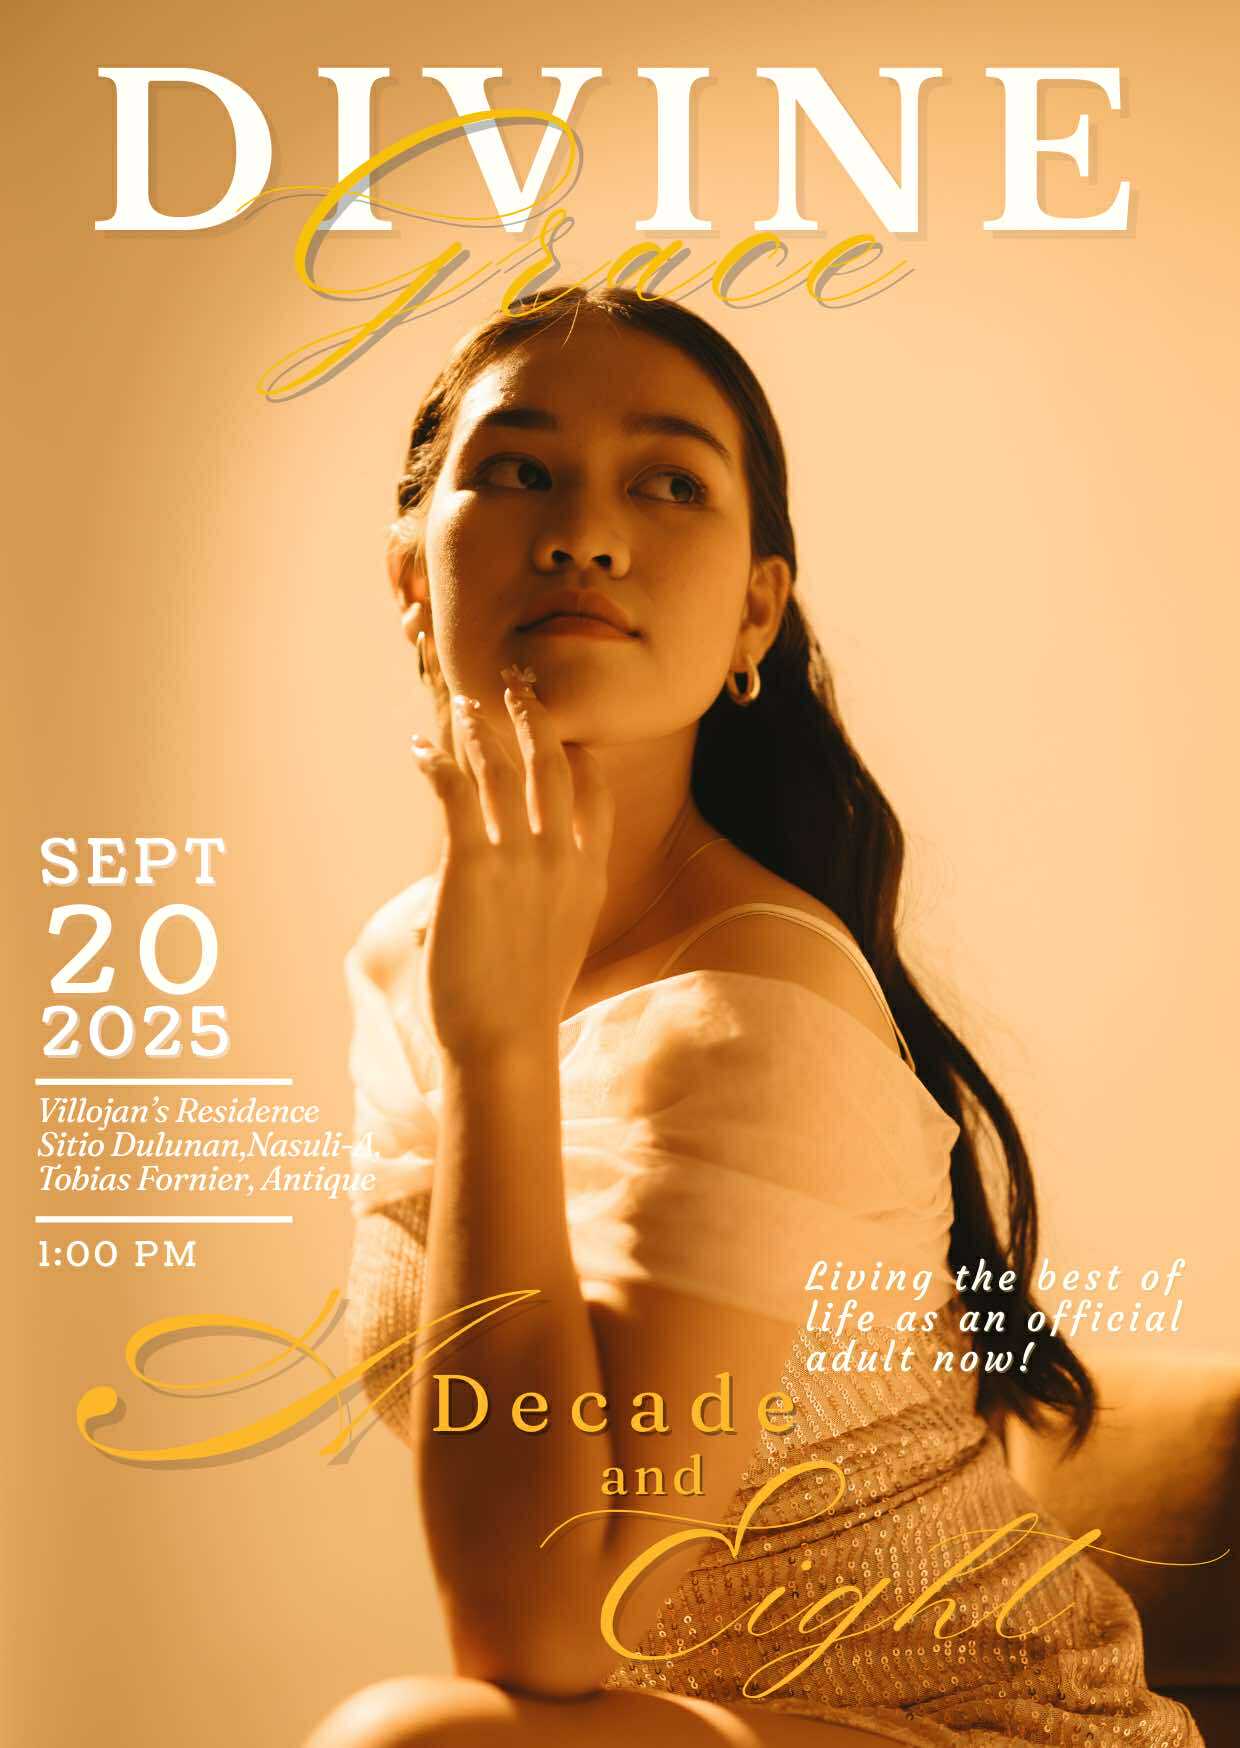 DIVINE
Grace
SEPT
20
2025
Villojan's Residence
Sitio Dulunan,Nasuli-A,
Tobias Fornier, Antique
1:00 PM
Living the best of
life as an official
adult now!
A Decade
and
Eight